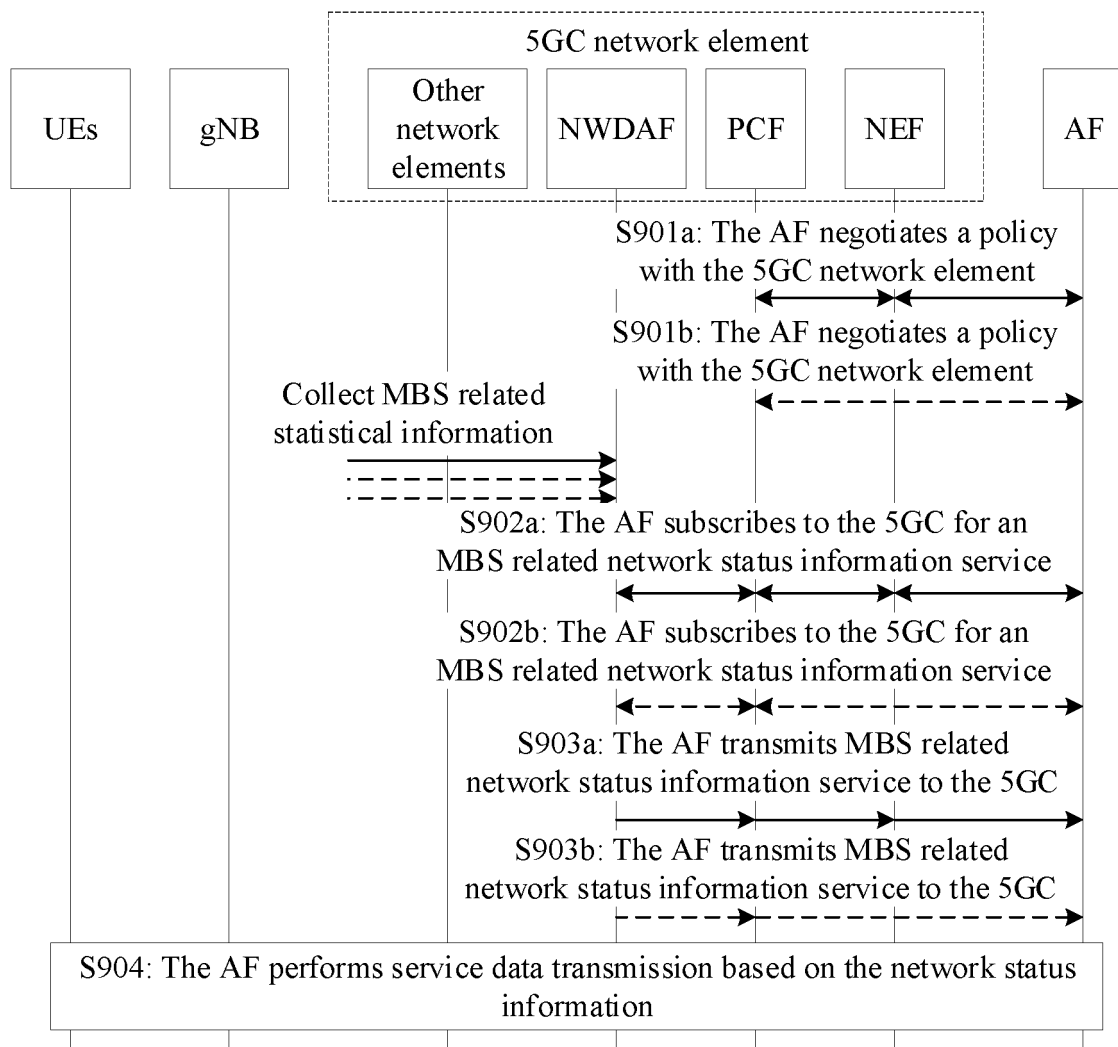 5GC network element
UEs
gNB
Other
network
elements
NWDAF
PCF
NEF
AF
S901a: The AF negotiates a policy
with the 5GC network element
S901b: The AF negotiates a policy
with the 5GC network element
Collect MBS related
statistical information
S902a: The AF subscribes to the 5GC for an
MBS related network status information service
S902b: The AF subscribes to the 5GC for an
MBS related network status information service
S903a: The AF transmits MBS related
network status information service to the 5GC
S903b: The AF transmits MBS related
network status information service to the 5GC
S904: The AF performs service data transmission based on the network status
information